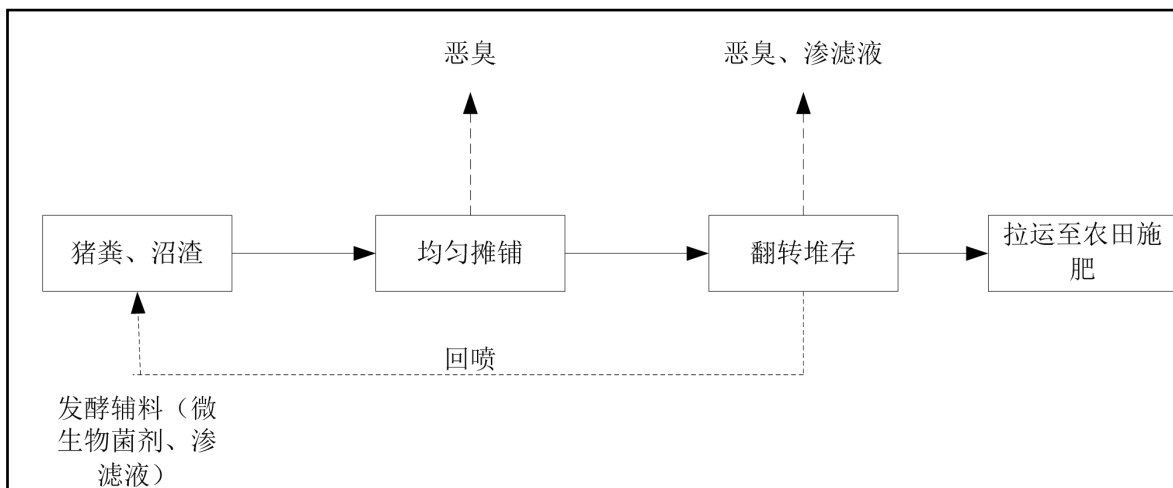 恶臭
恶臭、渗滤液
猪粪、沼渣
均匀摊铺
翻转堆存
拉运至农田施
肥
回喷
发酵辅料（微
生物菌剂、渗
滤液）